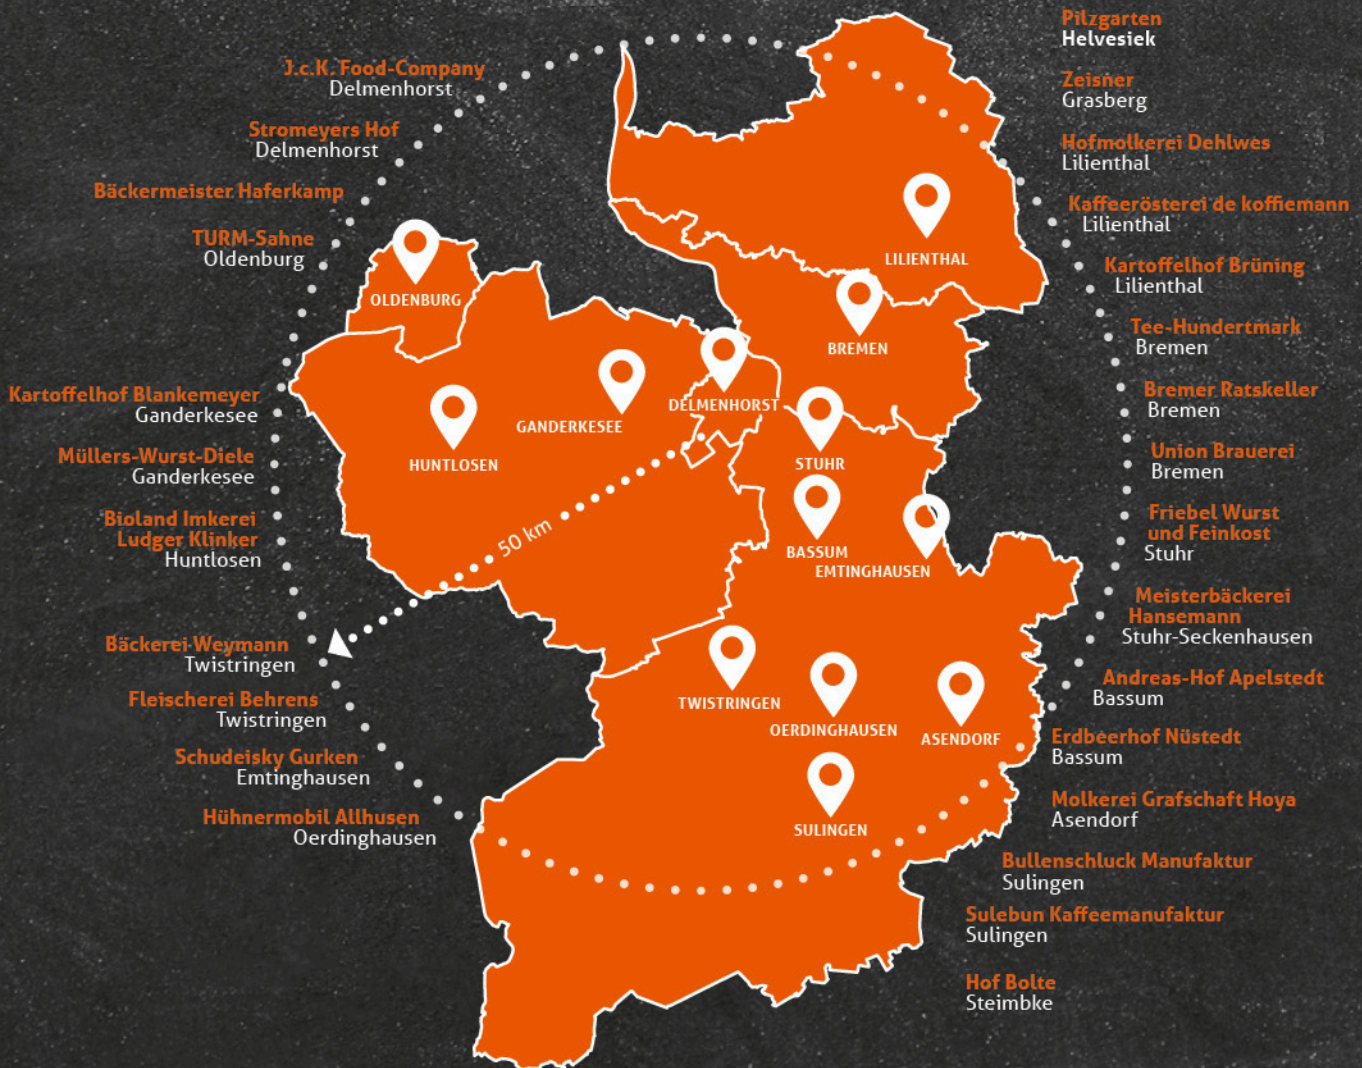 J.c.K. Food-Company
Delmenhorst
Stromeyers Hof
Delmenhorst
Bäckermeister Haferkamp
TURM-Sahne
Oldenburg
Kartoffelhof Blankemeyer
Ganderkesee
Müllers-Wurst-Diele
Ganderkesee
Bioland Imkerei
Ludger Klinker
Huntlosen
Bäckerei Weymann
Twistringen
Fleischerei Behrens
Twistringen
Schudeisky Gurken
Emtinghausen
Hühnermobil Allhusen
Oerdinghausen
LILIENTHAL
OLDENBURG
BREMEN
DELMENHORST
GANDERKESEE
HUNTLOSEN
STUHR
50 km
BASSUM
EMTINGHAUSEN
TWISTRINGEN
OERDINGHAUSEN
ASENDORF
SULINGEN
Pilzgarten
Helvesiek
Zeisner
Grasberg
Hofmolkerei Dehlwes
Lilienthal
Kaffeerösterei de koffiemann
Lilienthal
Kartoffelhof Brüning
Lilienthal
Tee-Hundertmark
Bremen
Bremer Ratskeller
Bremen
Union Brauerei
Bremen
Friebel Wurst
und Feinkost
Stuhr
Meisterbäckerei
Hansemann
Stuhr-Seckenhausen
Andreas-Hof Apelstedt
Bassum
Erdbeerhof Nüstedt
Bassum
Molkerei Grafschaft Hoya
Asendorf
Bullenschluck Manufaktur
Sulingen
Sulebun Kaffeemanufaktur
Sulingen
Hof Bolte
Steimbke